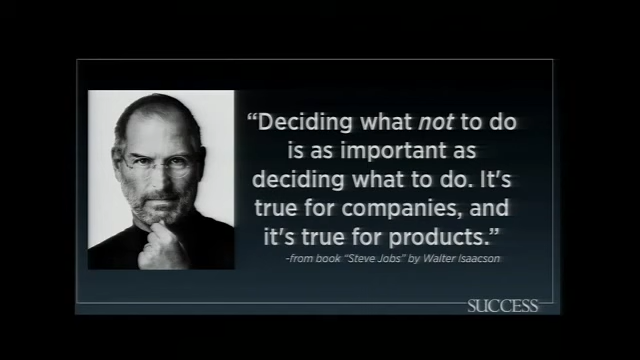 “Deciding what not to do
is as important as
deciding what to do. It's
true for companies, and
it's true for products.”
-from book “Steve Jobs” by Walter Isaacson
SUCCESS